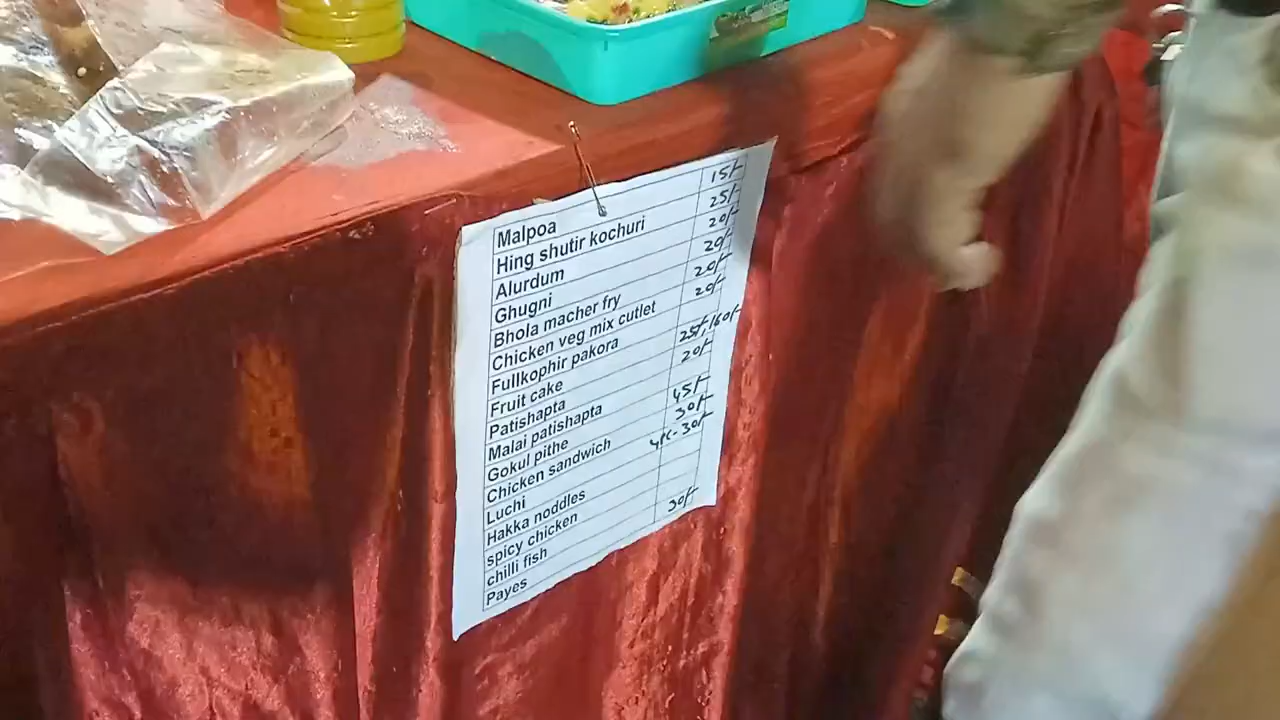 Malpoa 15/-
Hing shutir kochuri 25/-
Alurdum 20/-
Ghugni 20/-
Bhola macher fry 20/-
Chicken veg mix cutlet 20/-
Fullkophir pakora
Fruit cake 25/- 160/-
Patishapta 20/-
Malai patishapta
Gokul pithe 45/-
Chicken sandwich 30/-
Luchi 4pc-30/-
Hakka noddles
spicy chicken
chilli fish
Payes 30/-